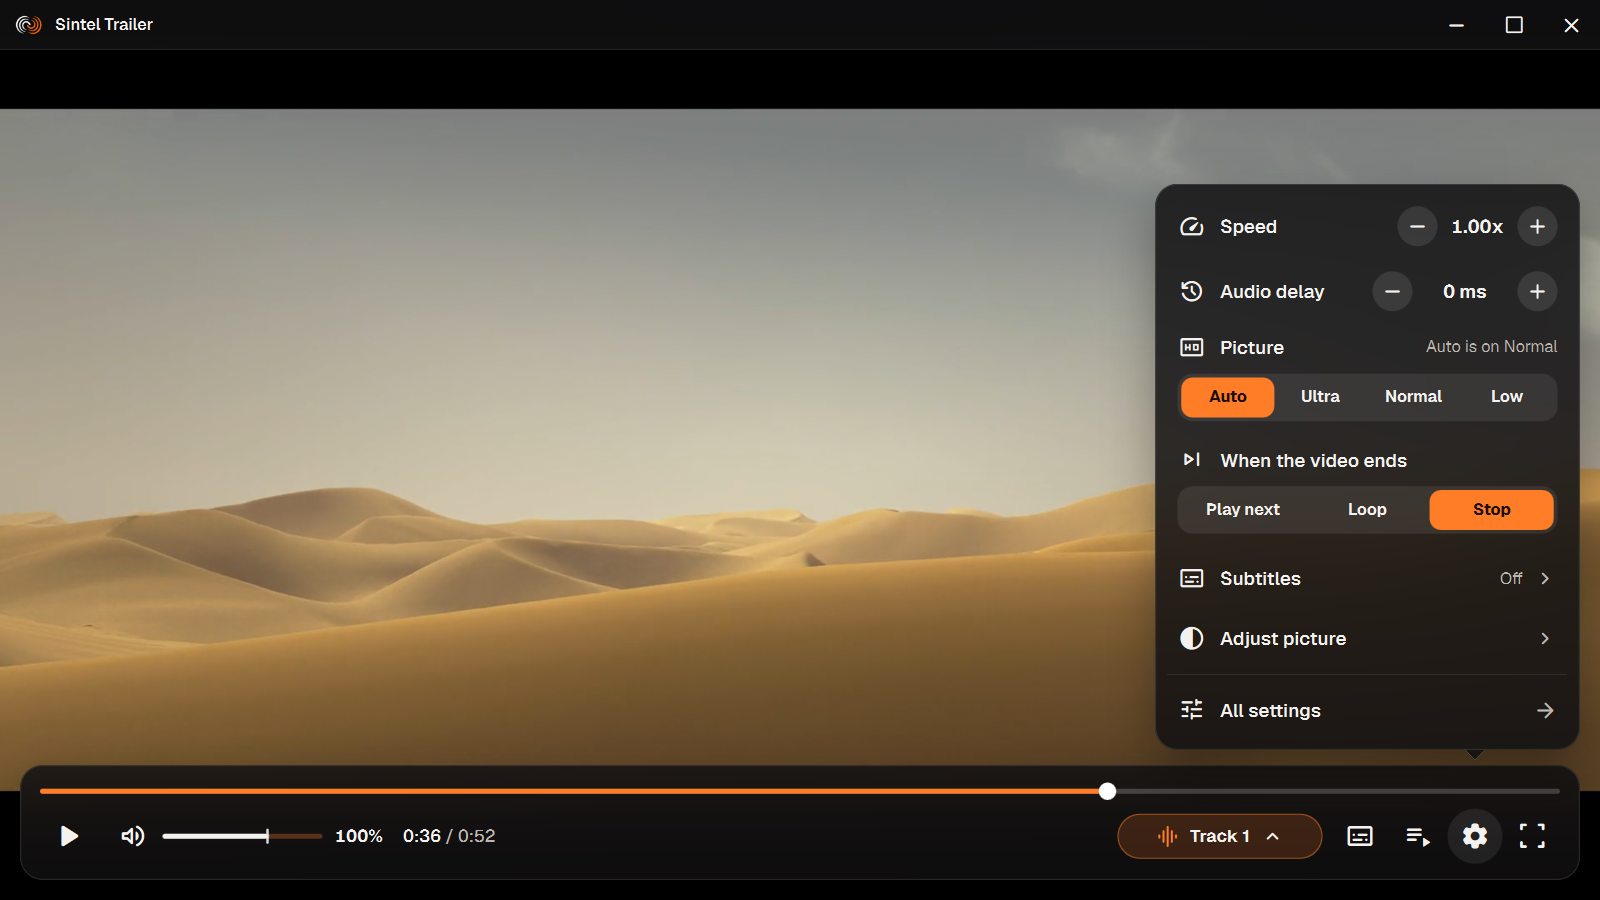 Sintel Trailer
Speed
1.00x
Audio delay
0 ms
HD
Picture
Auto is on Normal
Auto
Ultra
Normal
Low
When the video ends
Play next
Loop
Stop
Subtitles
Off
Adjust picture
All settings
100%
0:36 / 0:52
Track 1